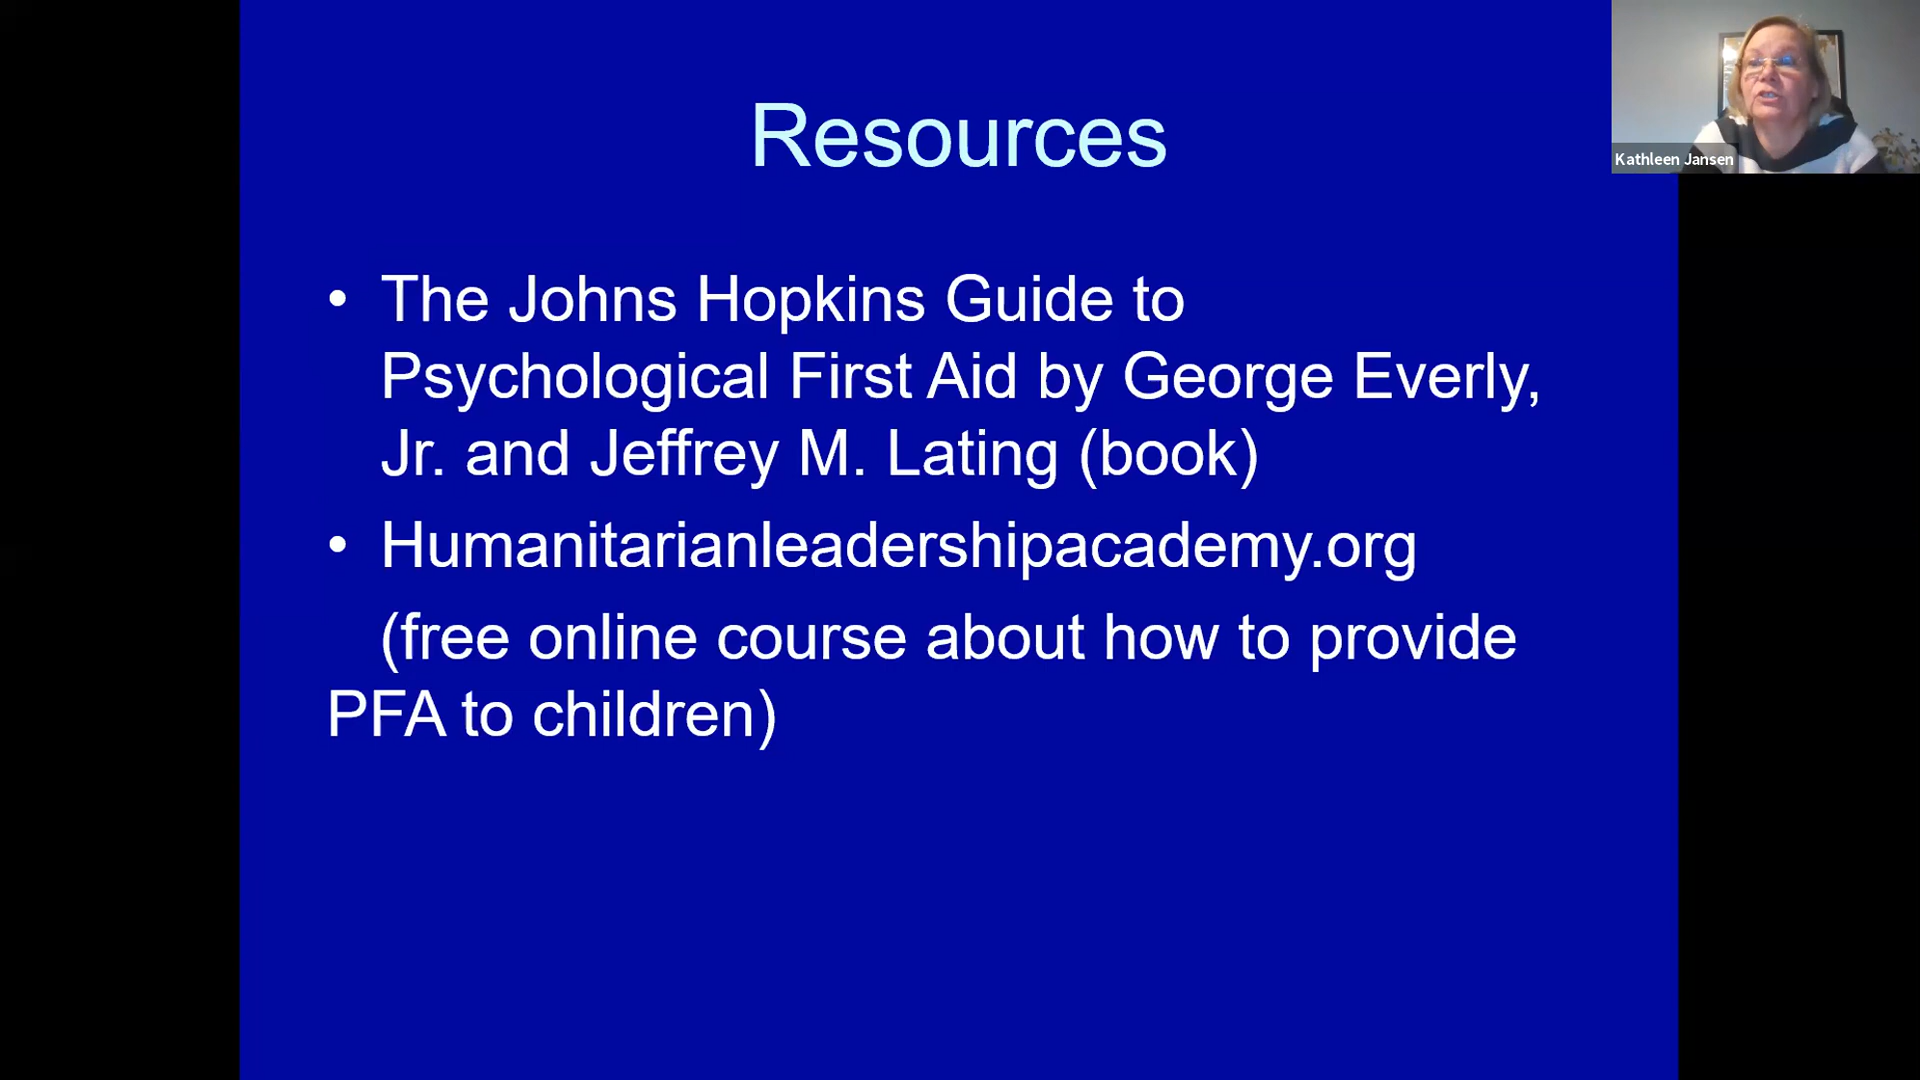 Resources
• The Johns Hopkins Guide to
Psychological First Aid by George Everly,
Jr. and Jeffrey M. Lating (book)
• Humanitarianleadershipacademy.org
(free online course about how to provide
PFA to children)
Kathleen Jansen